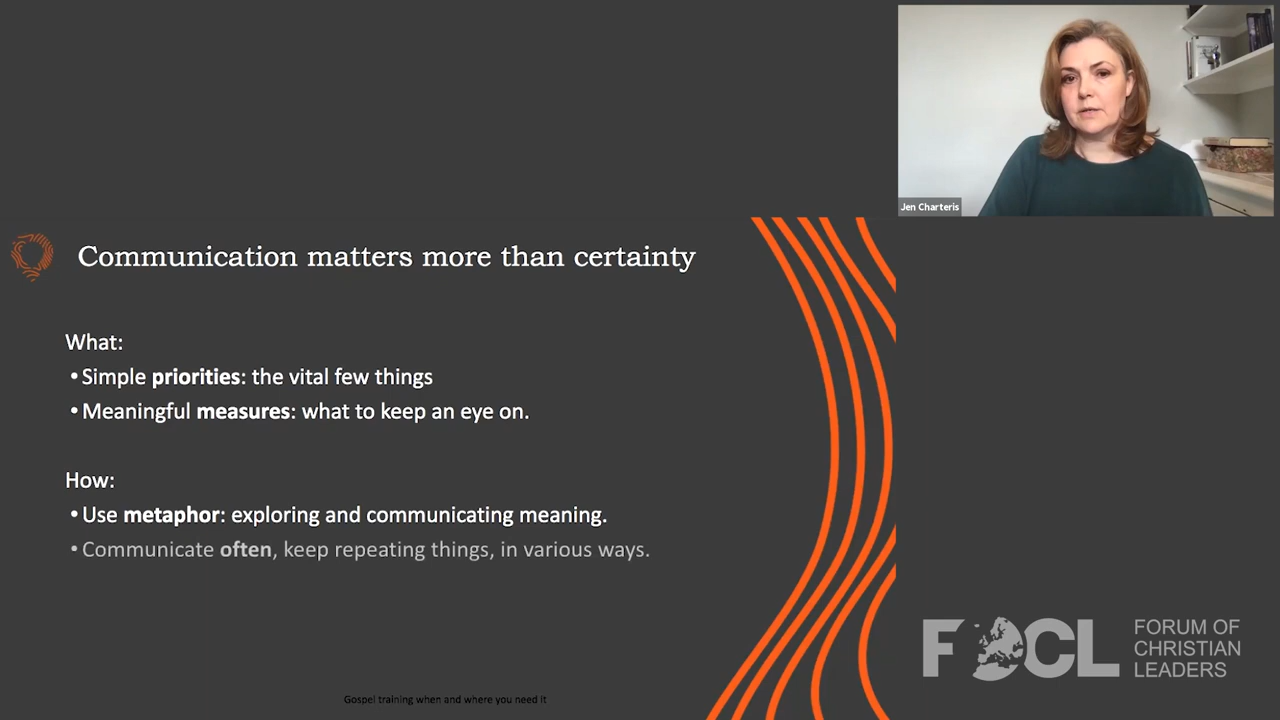 Jen Charteris
Communication matters more than certainty
What:
• Simple priorities: the vital few things
• Meaningful measures: what to keep an eye on.
How:
• Use metaphor: exploring and communicating meaning.
• Communicate often, keep repeating things, in various ways.
Gospel training when and where you need it
FOCL
FORUM OF
CHRISTIAN
LEADERS